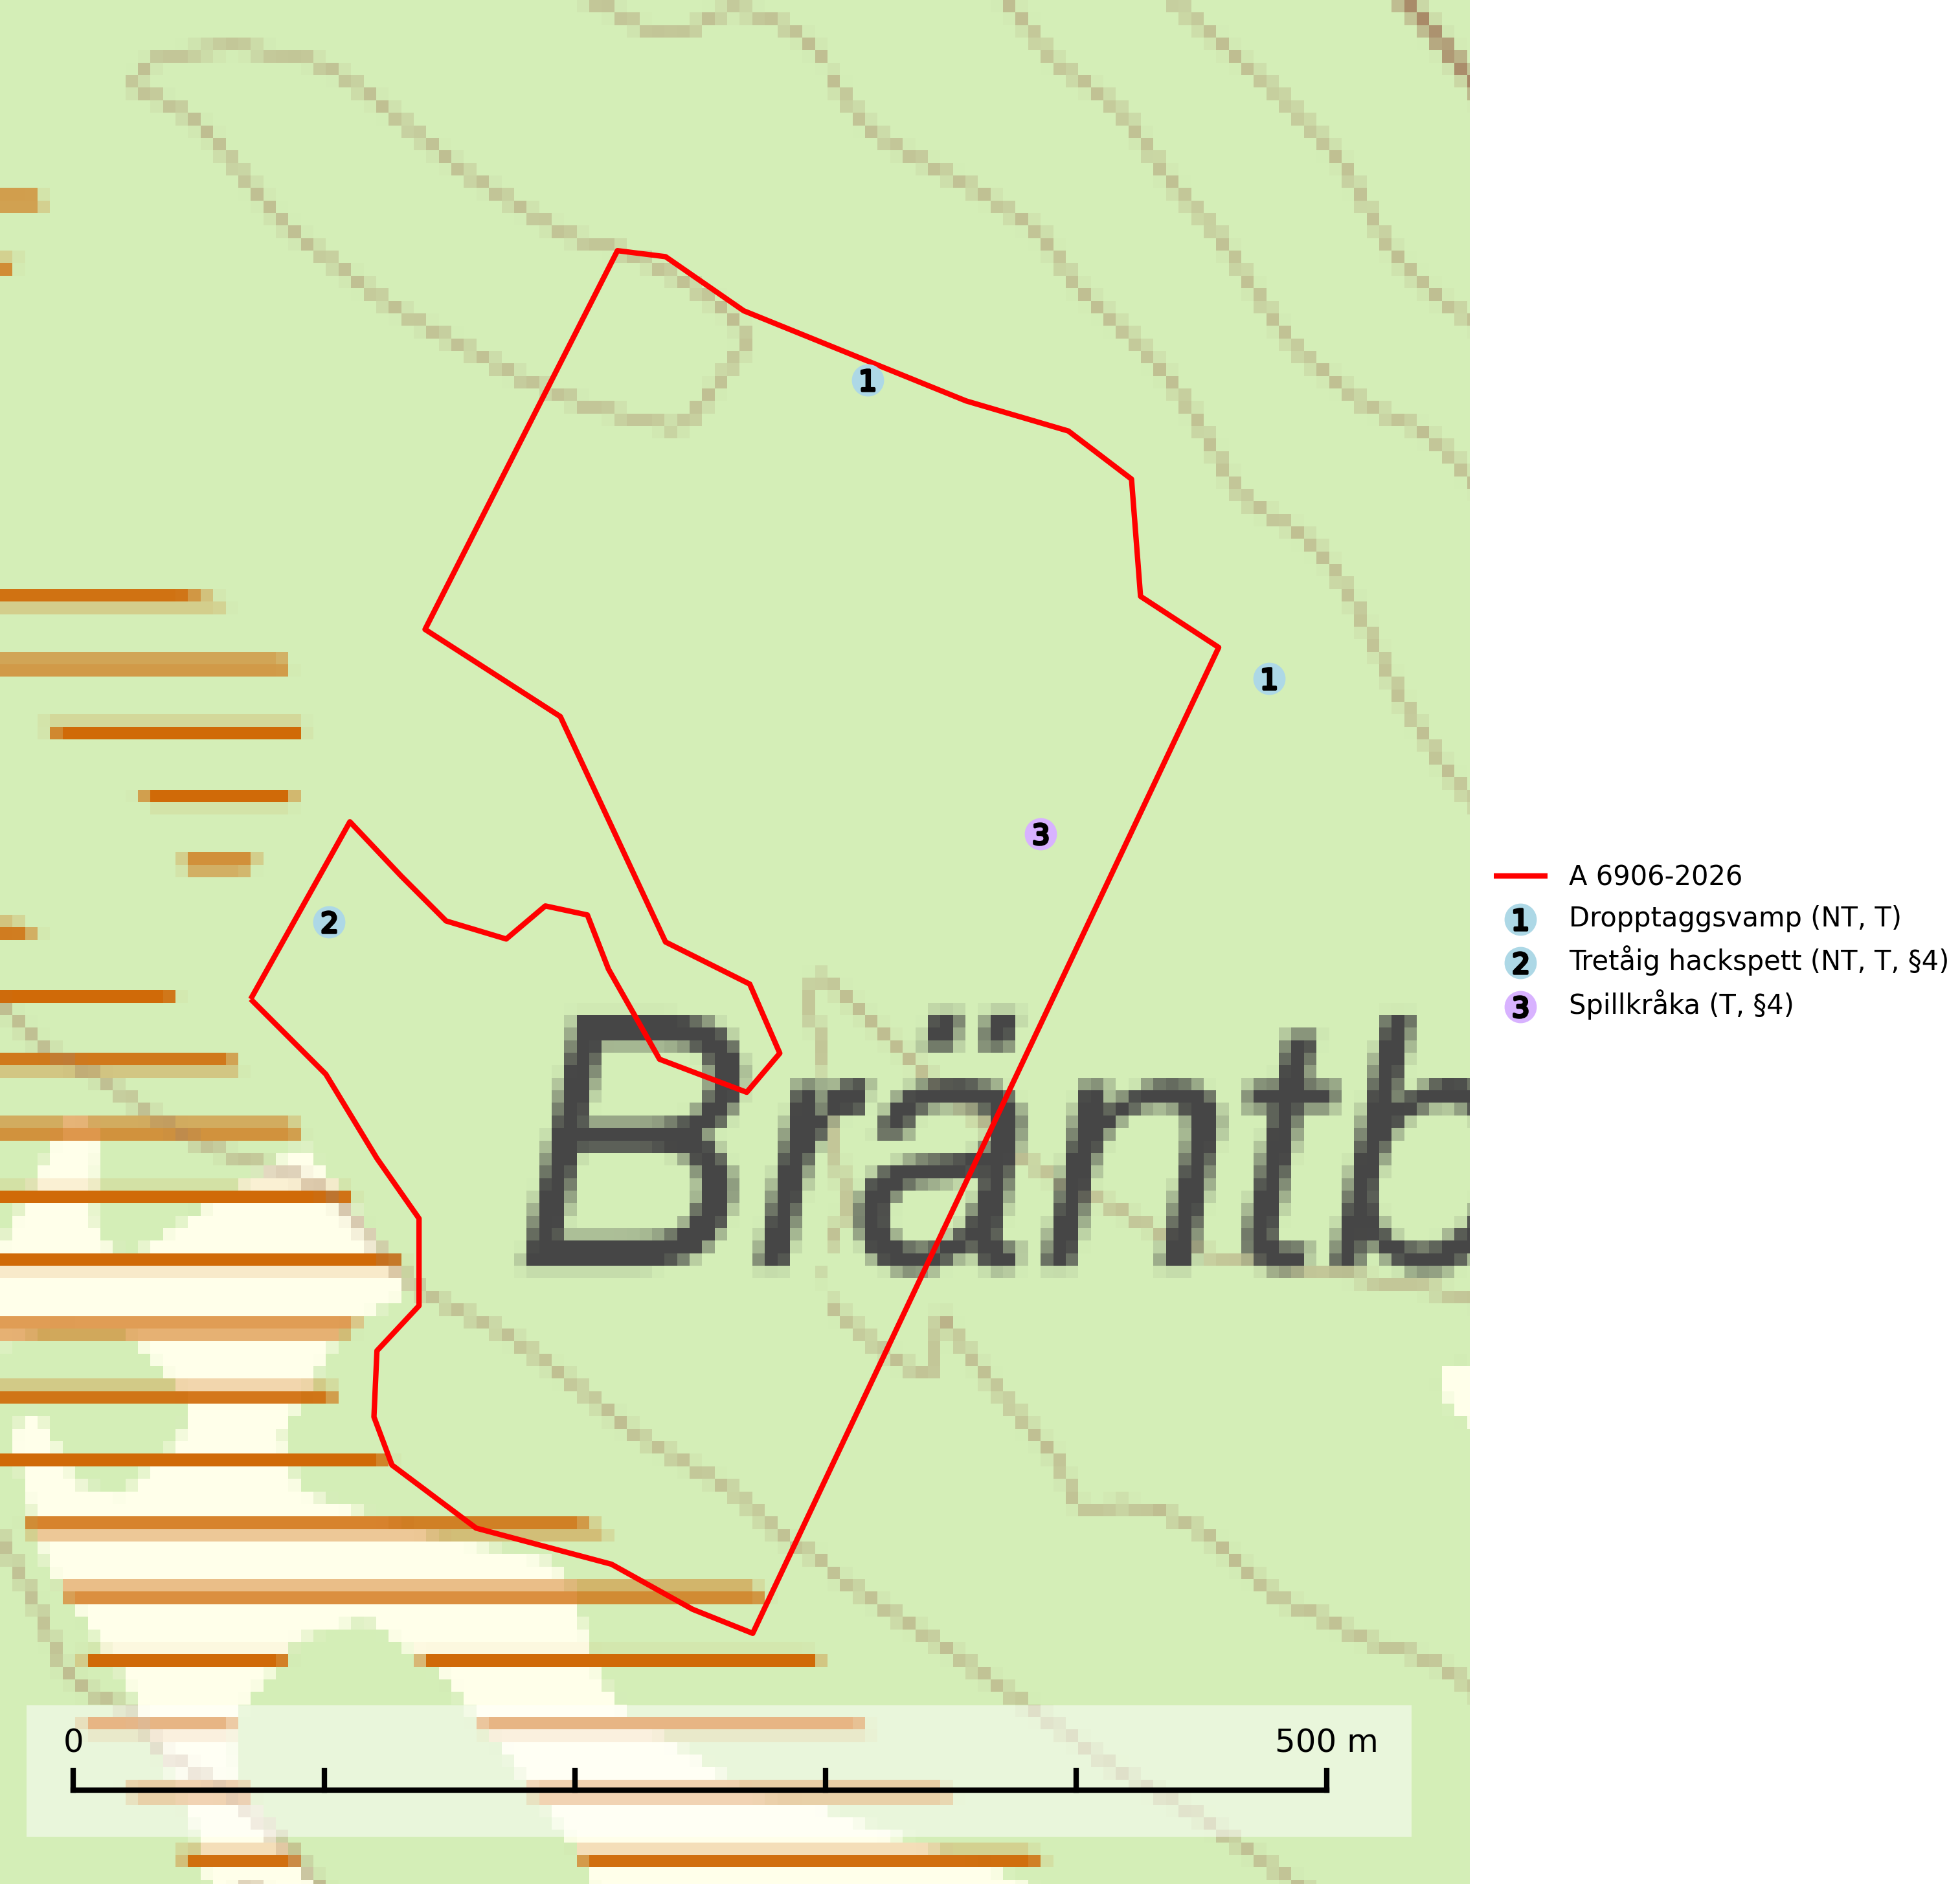 1
1
3
2
Bräntb
0 500 m
A 6906-2026
1 Dropptaggsvamp (NT, T)
2 Tretåig hackspett (NT, T, §4)
3 Spillkråka (T, §4)